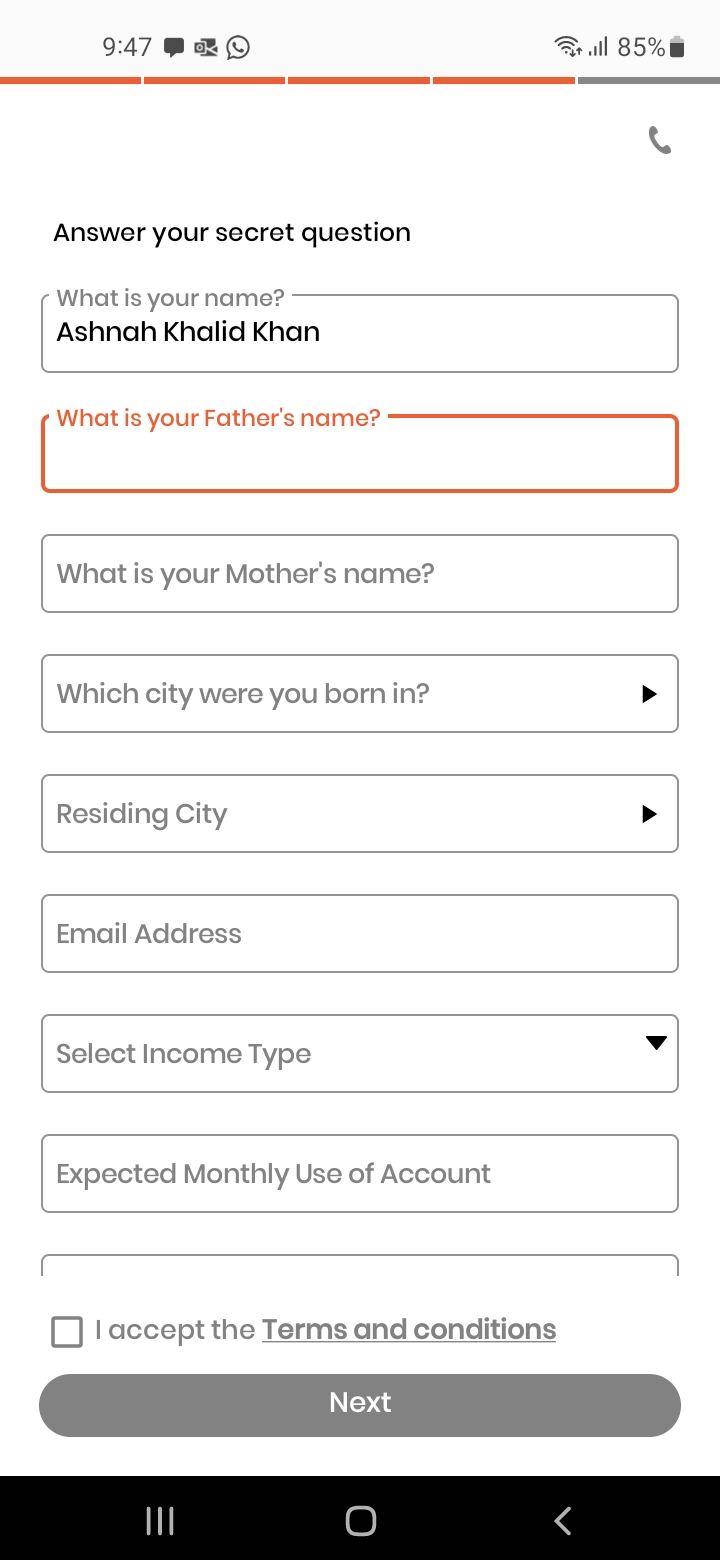 9:47 85%
Answer your secret question
What is your name?
Ashnah Khalid Khan
What is your Father's name?
What is your Mother's name?
Which city were you born in?
Residing City
Email Address
Select Income Type
Expected Monthly Use of Account
I accept the Terms and conditions
Next